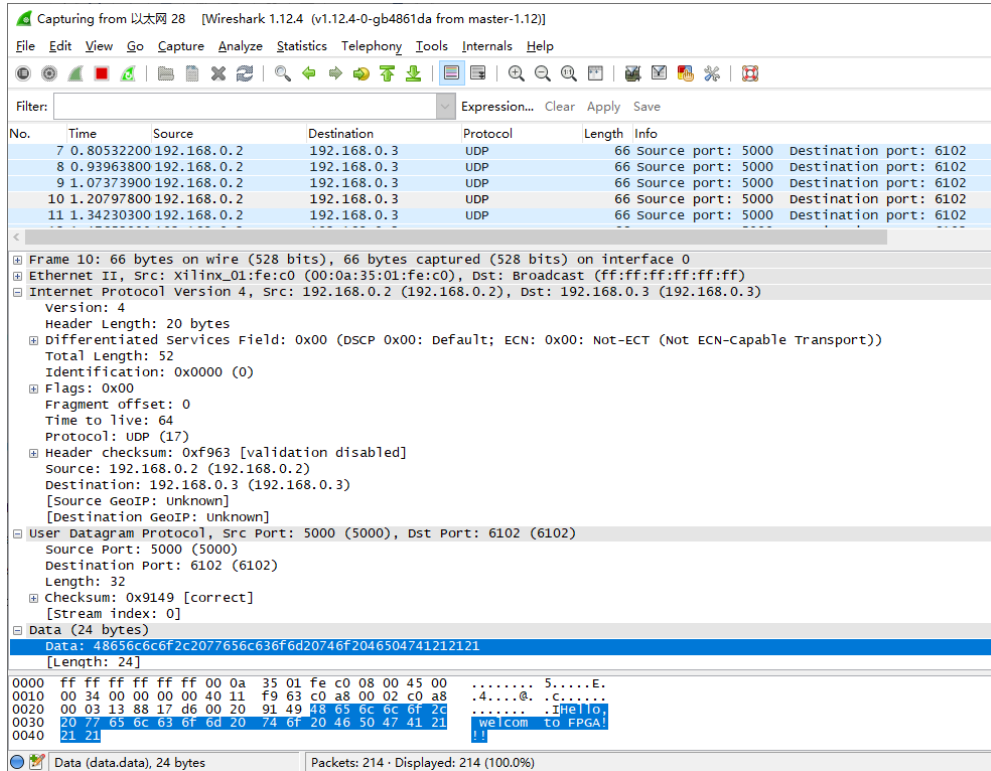 Capturing from 以太网 28 [Wireshark 1.12.4 (v1.12.4-0-gb4861da from master-1.12)]
File Edit View Go Capture Analyze Statistics Telephony Tools Internals Help
Filter: Expression... Clear Apply Save
No. Time Source Destination Protocol Length Info
7 0.80532200 192.168.0.2 192.168.0.3 UDP 66 Source port: 5000 Destination port: 6102
8 0.93963800 192.168.0.2 192.168.0.3 UDP 66 Source port: 5000 Destination port: 6102
9 1.07373900 192.168.0.2 192.168.0.3 UDP 66 Source port: 5000 Destination port: 6102
10 1.20797800 192.168.0.2 192.168.0.3 UDP 66 Source port: 5000 Destination port: 6102
11 1.34230300 192.168.0.2 192.168.0.3 UDP 66 Source port: 5000 Destination port: 6102
Frame 10: 66 bytes on wire (528 bits), 66 bytes captured (528 bits) on interface 0
Ethernet II, Src: Xilinx_01:fe:c0 (00:0a:35:01:fe:c0), Dst: Broadcast (ff:ff:ff:ff:ff:ff)
Internet Protocol Version 4, Src: 192.168.0.2 (192.168.0.2), Dst: 192.168.0.3 (192.168.0.3)
Version: 4
Header Length: 20 bytes
Differentiated Services Field: 0x00 (DSCP 0x00: Default; ECN: 0x00: Not-ECT (Not ECN-Capable Transport))
Total Length: 52
Identification: 0x0000 (0)
Flags: 0x00
Fragment offset: 0
Time to live: 64
Protocol: UDP (17)
Header checksum: 0xf963 [validation disabled]
Source: 192.168.0.2 (192.168.0.2)
Destination: 192.168.0.3 (192.168.0.3)
[Source GeoIP: Unknown]
[Destination GeoIP: Unknown]
User Datagram Protocol, Src Port: 5000 (5000), Dst Port: 6102 (6102)
Source Port: 5000 (5000)
Destination Port: 6102 (6102)
Length: 32
Checksum: 0x9149 [correct]
[Stream index: 0]
Data (24 bytes)
Data: 48656c6c6f2c2077656c636f6d20746f2046504741212121
[Length: 24]
0000 ff ff ff ff ff ff 00 0a 35 01 fe c0 08 00 45 00 ........ 5.....E.
0010 00 34 00 00 00 00 40 11 f9 63 c0 a8 00 02 c0 a8 .4....@. .c......
0020 00 03 13 88 17 d6 00 20 91 49 48 65 6c 6c 6f 2c ....... .IHello,
0030 20 77 65 6c 63 6f 6d 20 74 6f 20 46 50 47 41 21 welcom to FPGA!
0040 21 21 !!
Data (data.data), 24 bytes Packets: 214 · Displayed: 214 (100.0%)